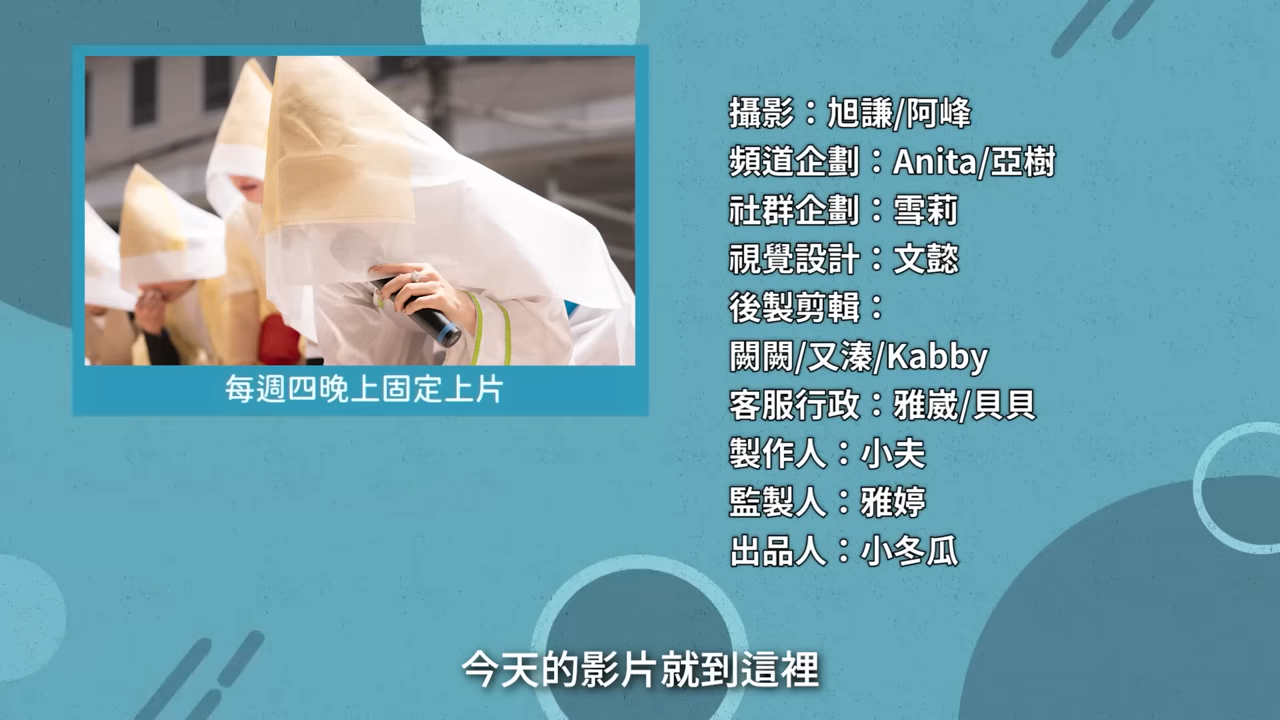 每週四晚上固定上片
攝影：旭謙/阿峰
頻道企劃：Anita/亞樹
社群企劃：雪莉
視覺設計：文懿
後製剪輯：
闕闕/又溱/Kabby
客服行政：雅崴/貝貝
製作人：小夫
監製人：雅婷
出品人：小冬瓜
今天的影片就到這裡